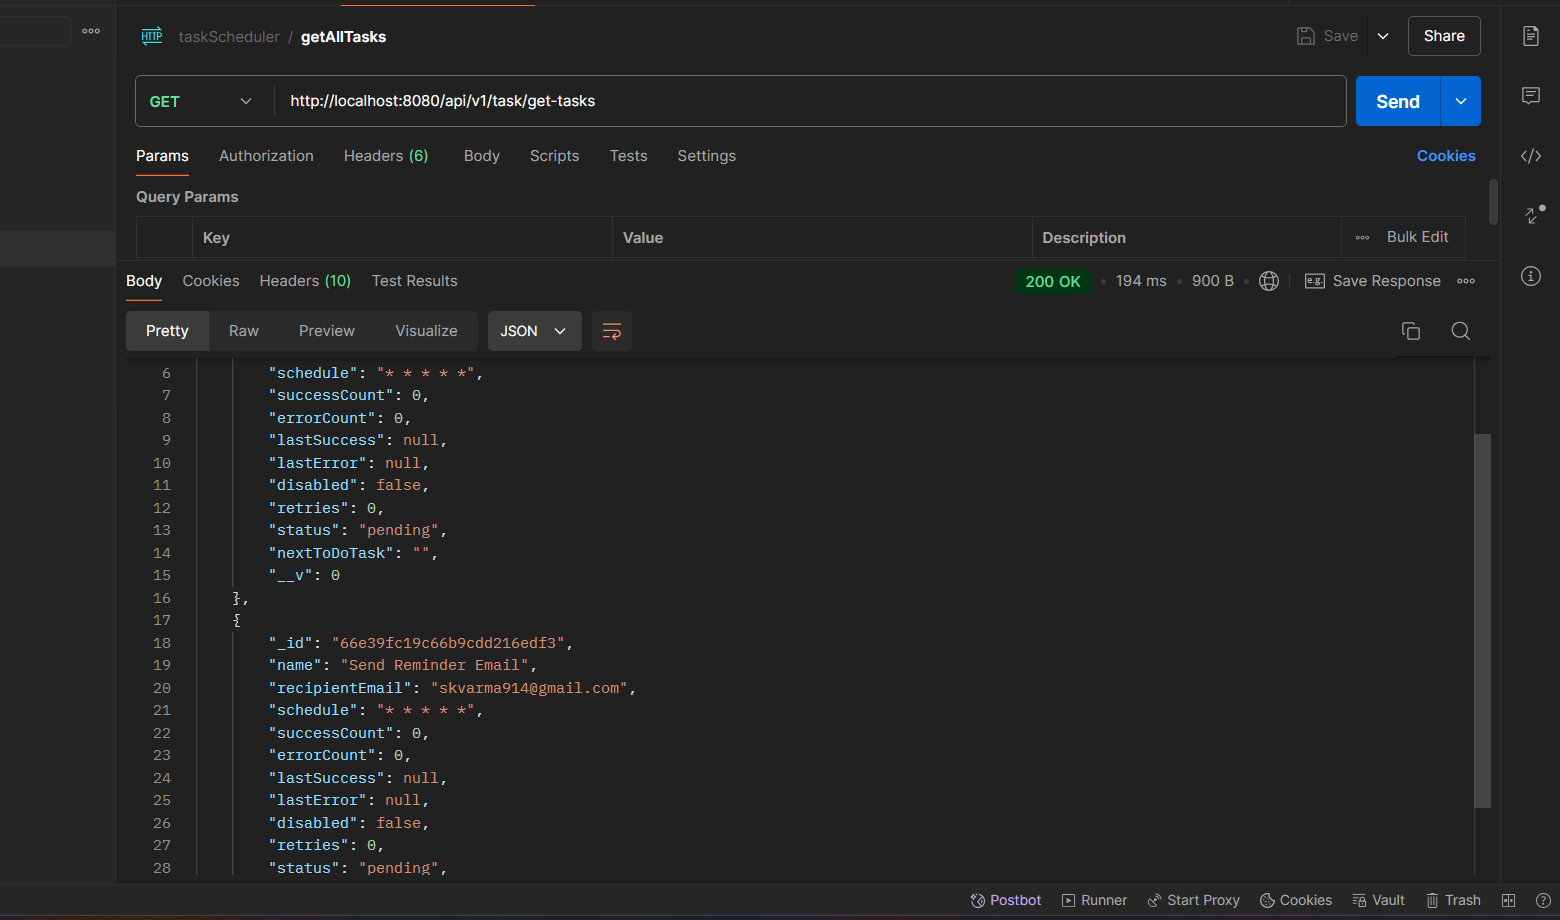 taskScheduler / getAllTasks
Save
Share
GET
http://localhost:8080/api/v1/task/get-tasks
Send
Params Authorization Headers (6) Body Scripts Tests Settings
Cookies
Query Params
Key Value Description Bulk Edit
Body Cookies Headers (10) Test Results
200 OK • 194 ms • 900 B •
e.g. Save Response
Pretty Raw Preview Visualize JSON
6 "schedule": "* * * * *",
7 "successCount": 0,
8 "errorCount": 0,
9 "lastSuccess": null,
10 "lastError": null,
11 "disabled": false,
12 "retries": 0,
13 "status": "pending",
14 "nextToDoTask": "",
15 "__v": 0
16 },
17 {
18 "_id": "66e39fc19c66b9cdd216edf3",
19 "name": "Send Reminder Email",
20 "recipientEmail": "skvarma914@gmail.com",
21 "schedule": "* * * * *",
22 "successCount": 0,
23 "errorCount": 0,
24 "lastSuccess": null,
25 "lastError": null,
26 "disabled": false,
27 "retries": 0,
28 "status": "pending",
Postbot Runner Start Proxy Cookies Vault Trash